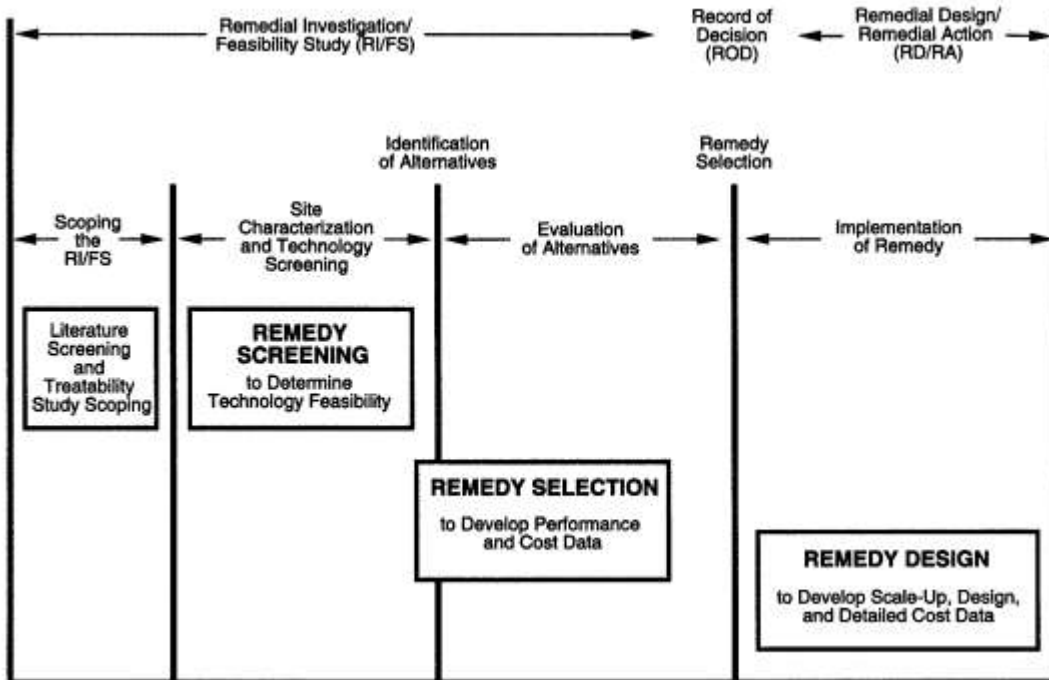 Remedial Investigation/
Feasibility Study (RI/FS)
Record of
Decision
(ROD)
Remedial Design/
Remedial Action
(RD/RA)
Identification
of Alternatives
Remedy
Selection
Scoping
the
RI/FS
Site
Characterization
and Technology
Screening
Evaluation
of Alternatives
Implementation
of Remedy
Literature
Screening
and
Treatability
Study Scoping
REMEDY
SCREENING
to Determine
Technology Feasibility
REMEDY SELECTION
to Develop Performance
and Cost Data
REMEDY DESIGN
to Develop Scale-Up, Design,
and Detailed Cost Data